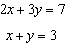 2x + 3y = 7
x + y = 3